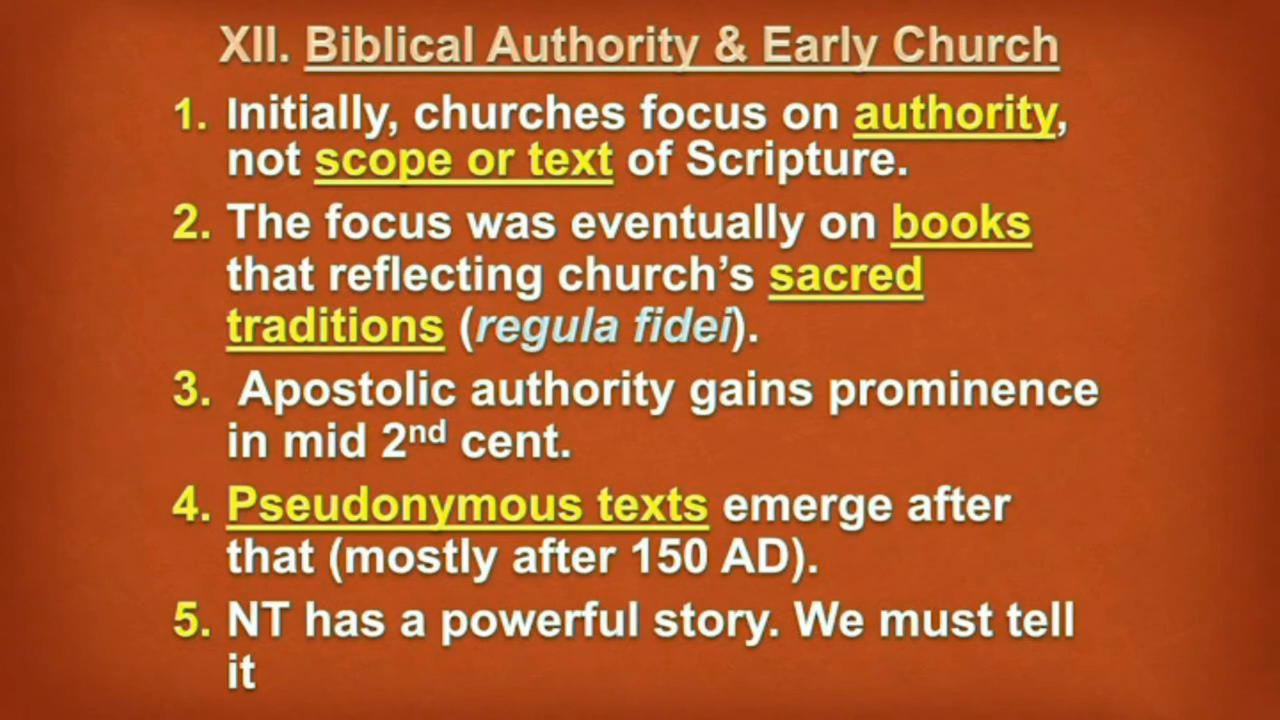 XII. Biblical Authority & Early Church
1. Initially, churches focus on authority,
not scope or text of Scripture.
2. The focus was eventually on books
that reflecting church’s sacred
traditions (regula fidei).
3. Apostolic authority gains prominence
in mid 2nd cent.
4. Pseudonymous texts emerge after
that (mostly after 150 AD).
5. NT has a powerful story. We must tell
it